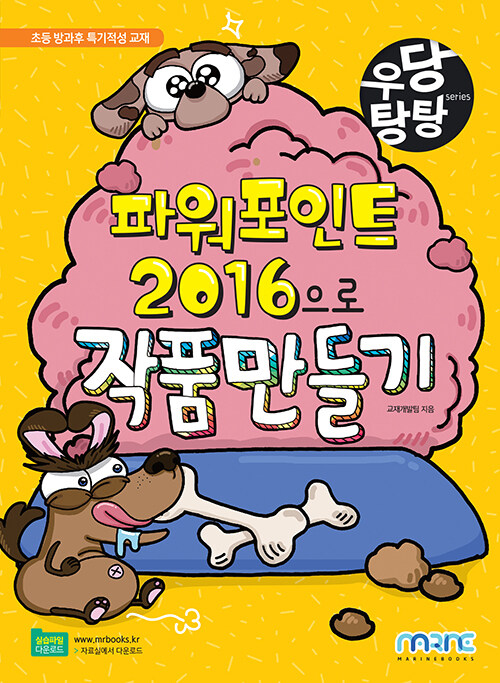 초등 방과후 특기적성 교재
우당탕탕
series
파워포인트
2016으로
작품만들기
교재개발팀 지음
실습파일
다운로드
www.mrbooks.kr
> 자료실에서 다운로드
MARINE
MARINEBOOKS